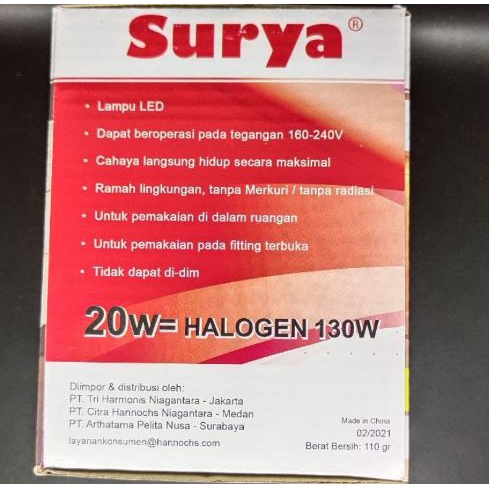 Surya®
• Lampu LED
• Dapat beroperasi pada tegangan 160-240V
• Cahaya langsung hidup secara maksimal
• Ramah lingkungan, tanpa Merkuri / tanpa radiasi
• Untuk pemakaian di dalam ruangan
• Untuk pemakaian pada fitting terbuka
• Tidak dapat di-dim
20W= HALOGEN 130W
Diimpor & distribusi oleh:
PT. Tri Harmonis Niagantara - Jakarta
PT. Citra Hannochs Niagantara - Medan
PT. Arthatama Pelita Nusa - Surabaya
layanankonsumen@hannochs.com
Made in China
02/2021
Berat Bersih: 110 gr